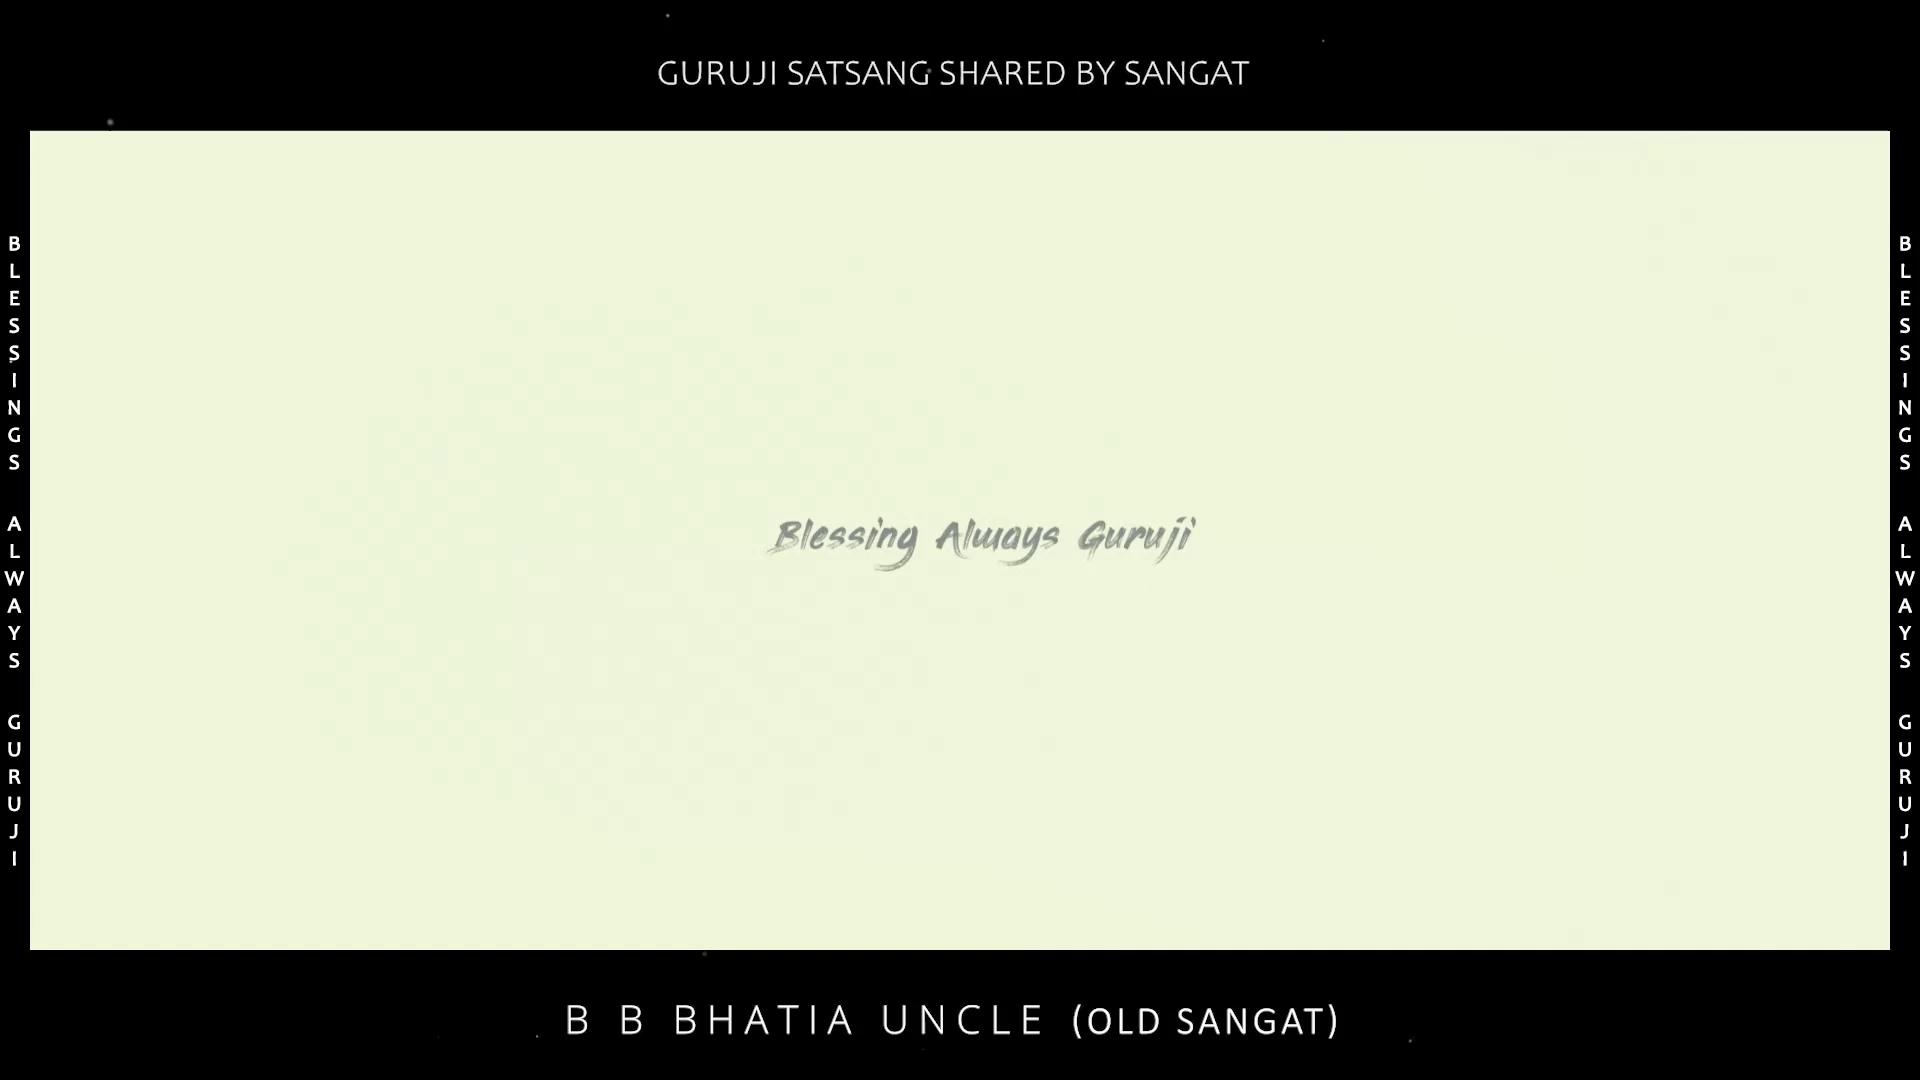 GURUJI SATSANG SHARED BY SANGAT
BLESSINGS ALWAYS GURUJI
Blessing Always Guruji
BLESSINGS ALWAYS GURUJI
B B BHATIA UNCLE (OLD SANGAT)